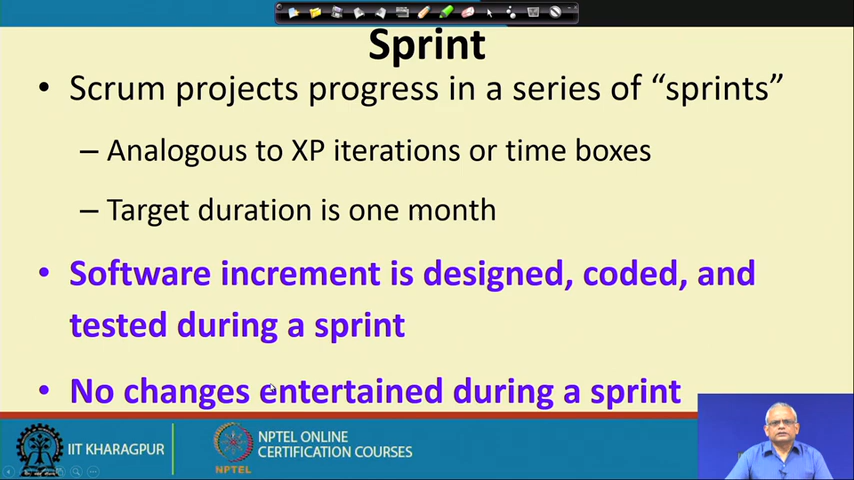 Sprint
• Scrum projects progress in a series of “sprints”
– Analogous to XP iterations or time boxes
– Target duration is one month
• Software increment is designed, coded, and
tested during a sprint
• No changes entertained during a sprint
IIT KHARAGPUR
NPTEL
NPTEL ONLINE
CERTIFICATION COURSES